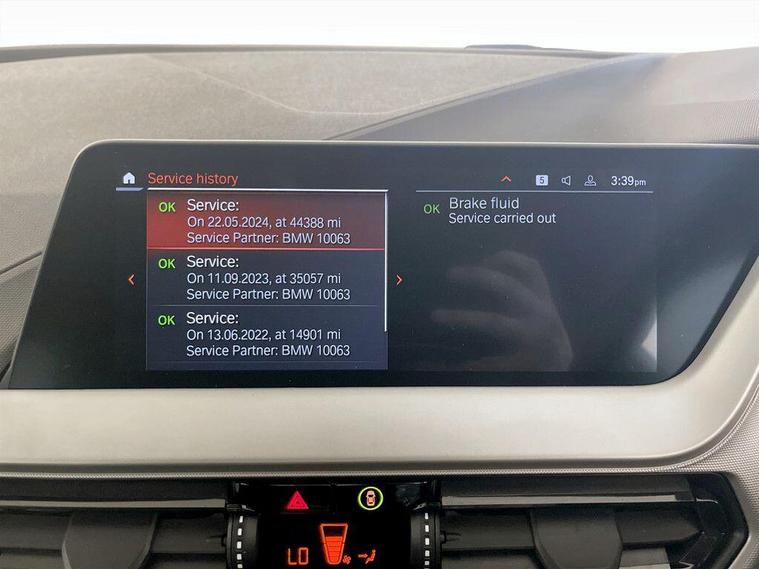 Service history
5
3:39pm
OK Service:
On 22.05.2024, at 44388 mi
Service Partner: BMW 10063
OK Service:
On 11.09.2023, at 35057 mi
Service Partner: BMW 10063
OK Service:
On 13.06.2022, at 14901 mi
Service Partner: BMW 10063
OK Brake fluid
Service carried out
LO